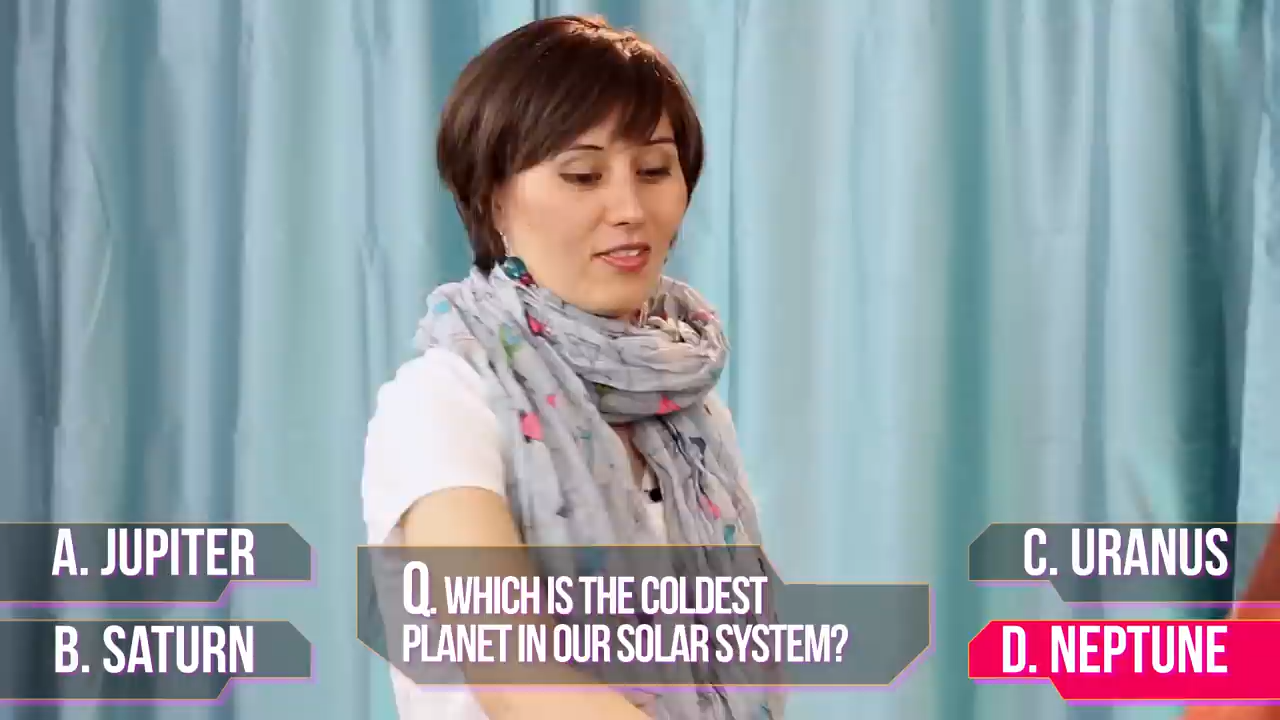 A. JUPITER
B. SATURN
Q. WHICH IS THE COLDEST
PLANET IN OUR SOLAR SYSTEM?
C. URANUS
D. NEPTUNE